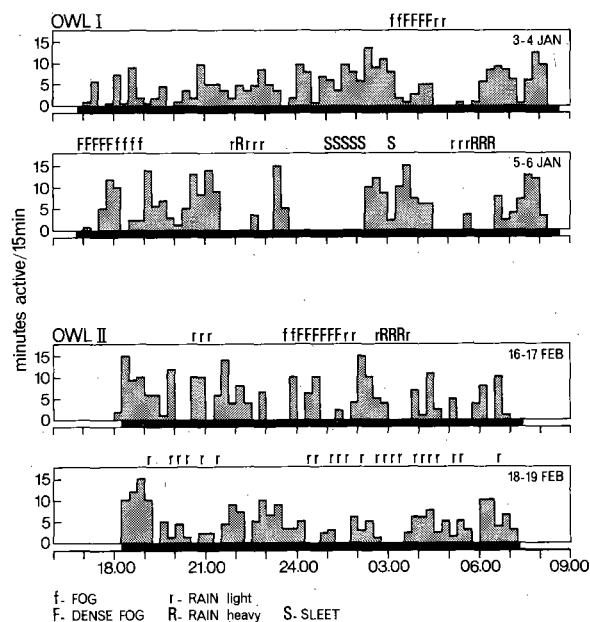 OWL I
ffFFFFrr
3-4 JAN
15
10
5
0
FFFFFffff
rRrrr
SSSSS
S
rrrRRR
5-6 JAN
15
10
5
0
minutes active/15min
OWL II
rrr
ffFFFFFFff
rRRRr
16-17 FEB
15
10
5
0
r rrr r r rr rrr r rrrr rrrr rr r
18-19 FEB
15
10
5
0
18.00 21.00 24.00 03.00 06.00 09.00
f- FOG r- RAIN light
F- DENSE FOG R- RAIN heavy S- SLEET